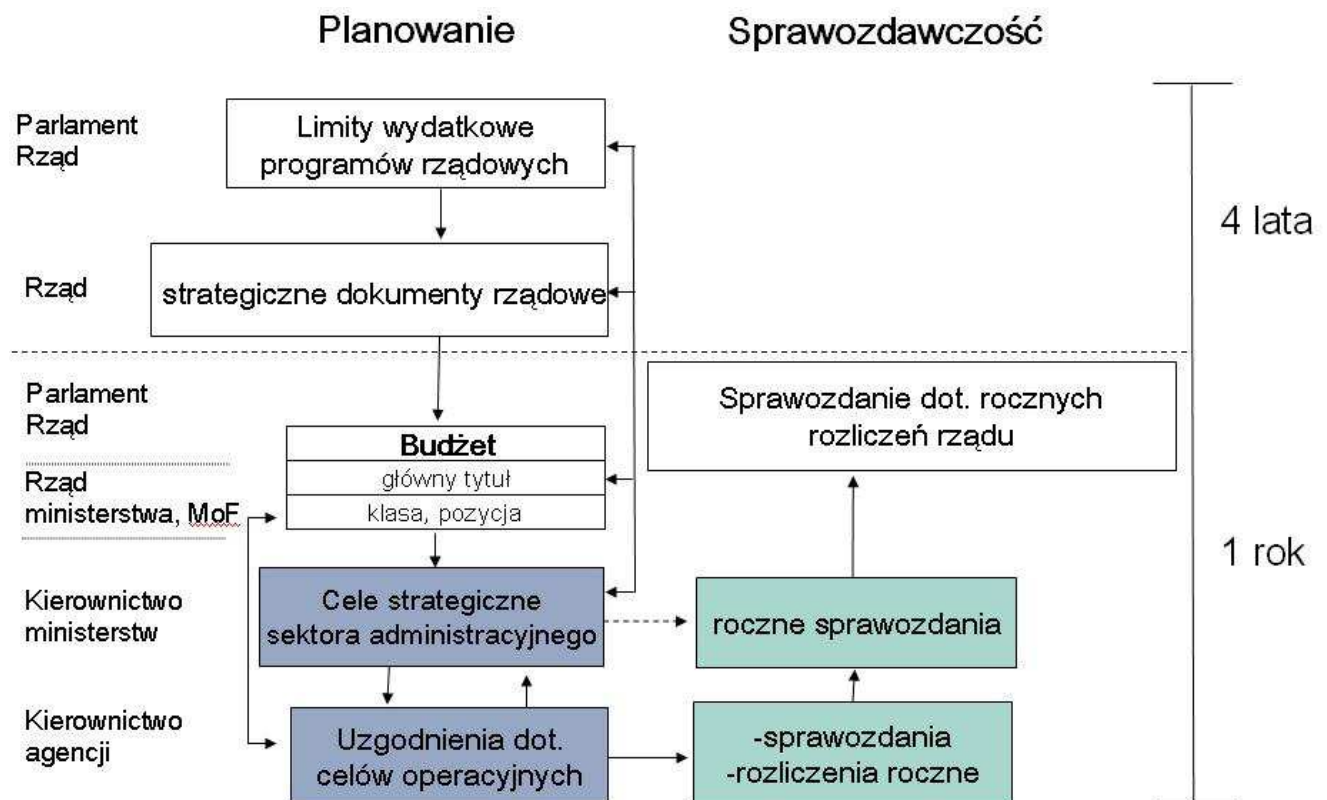 Planowanie
Sprawozdawczość
Parlament
Rząd
Limity wydatkowe
programów rządowych
4 lata
Rząd
strategiczne dokumenty rządowe
Parlament
Rząd
Sprawozdanie dot. rocznych
rozliczeń rządu
Budżet
główny tytuł
klasa, pozycja
Rząd
ministerstwa, MoF
1 rok
Kierownictwo
ministerstw
Cele strategiczne
sektora administracyjnego
roczne sprawozdania
Kierownictwo
agencji
Uzgodnienia dot.
celów operacyjnych
-sprawozdania
-rozliczenia roczne